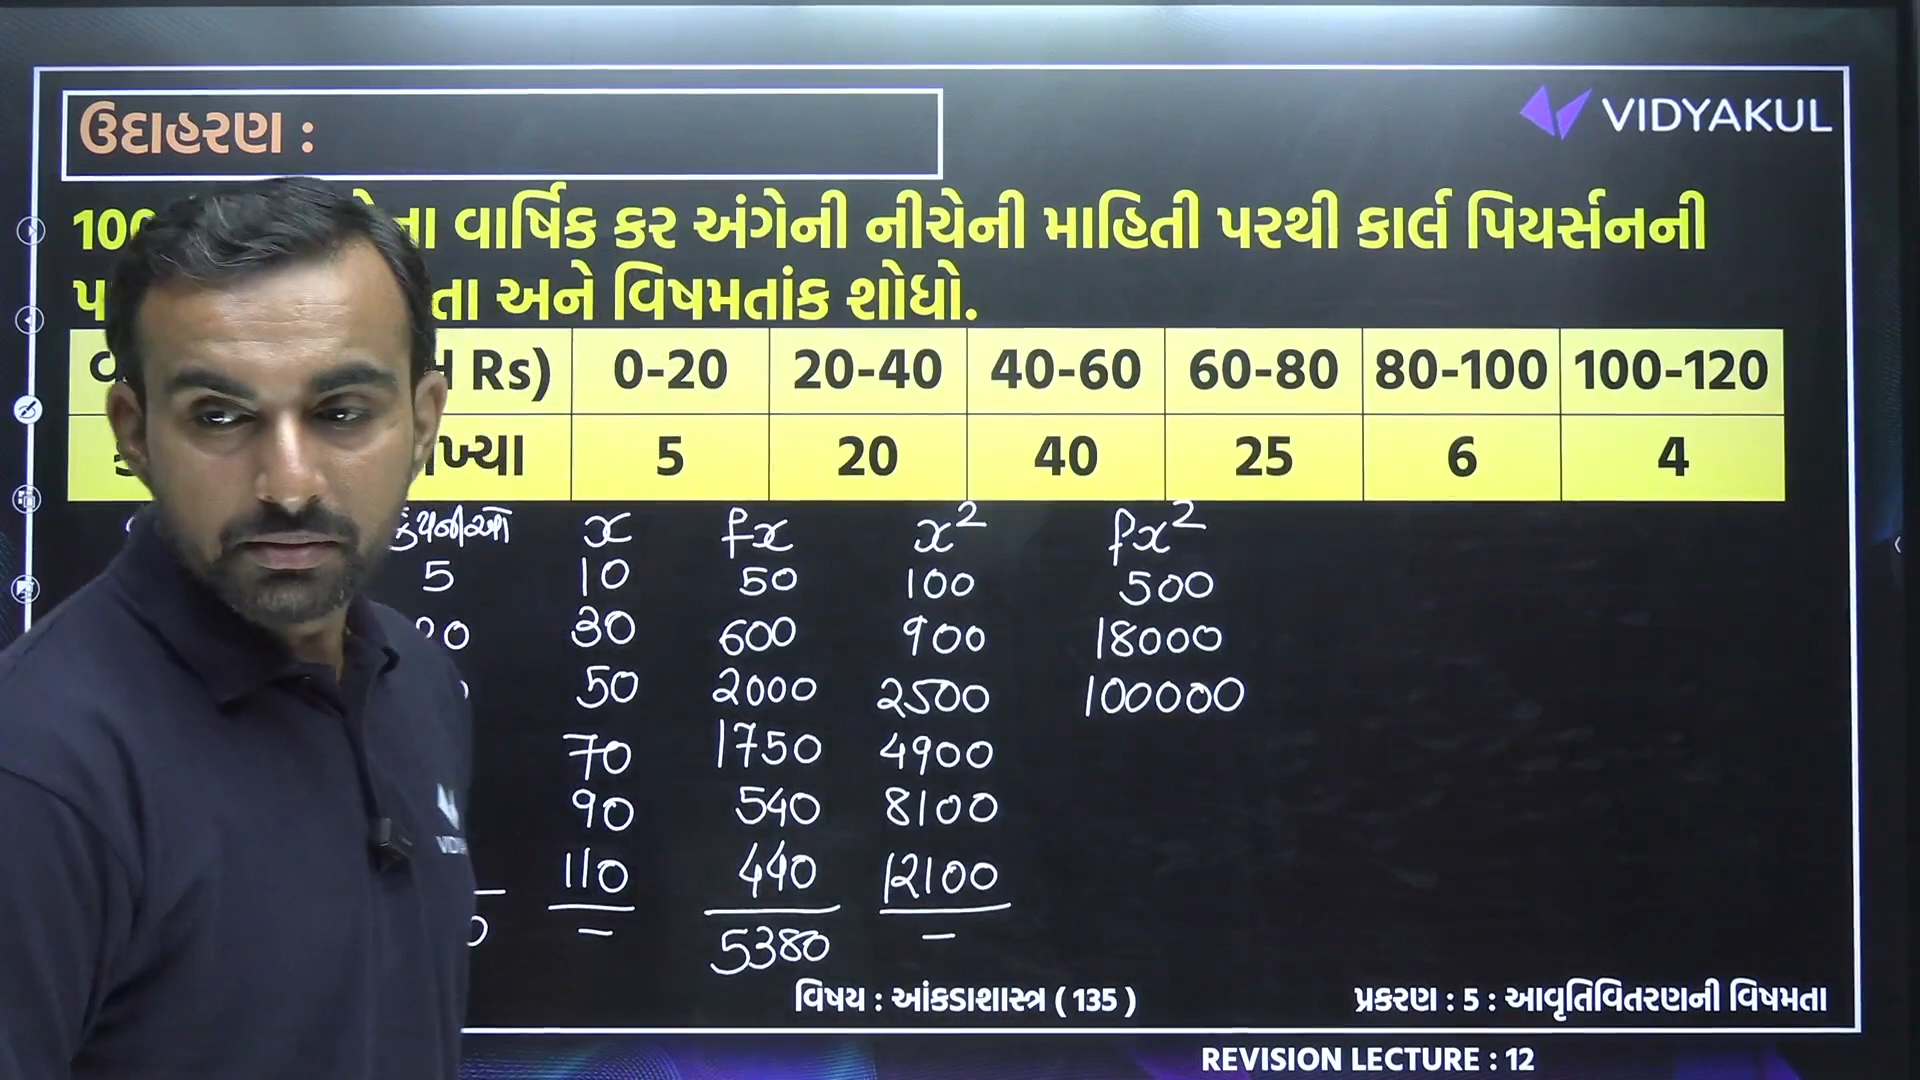 ઉદાહરણ :
VIDYAKUL
100 વાર્ષિક કર અંગેની નીચેની માહિતી પરથી કાર્લ પિયર્સનની
અને વિષમતાંક શોધો.
Rs) 0-20 20-40 40-60 60-80 80-100 100-120
5 20 40 25 6 4
કંપનીઓ x fx x² fx²
5 10 50 100 500
20 30 600 900 18000
50 2000 2500 100000
70 1750 4900
90 540 8100
110 440 12100
– 5380 –
વિષય : આંકડાશાસ્ત્ર ( 135 ) પ્રકરણ : 5 : આવૃતિવિતરણની વિષમતા
REVISION LECTURE : 12